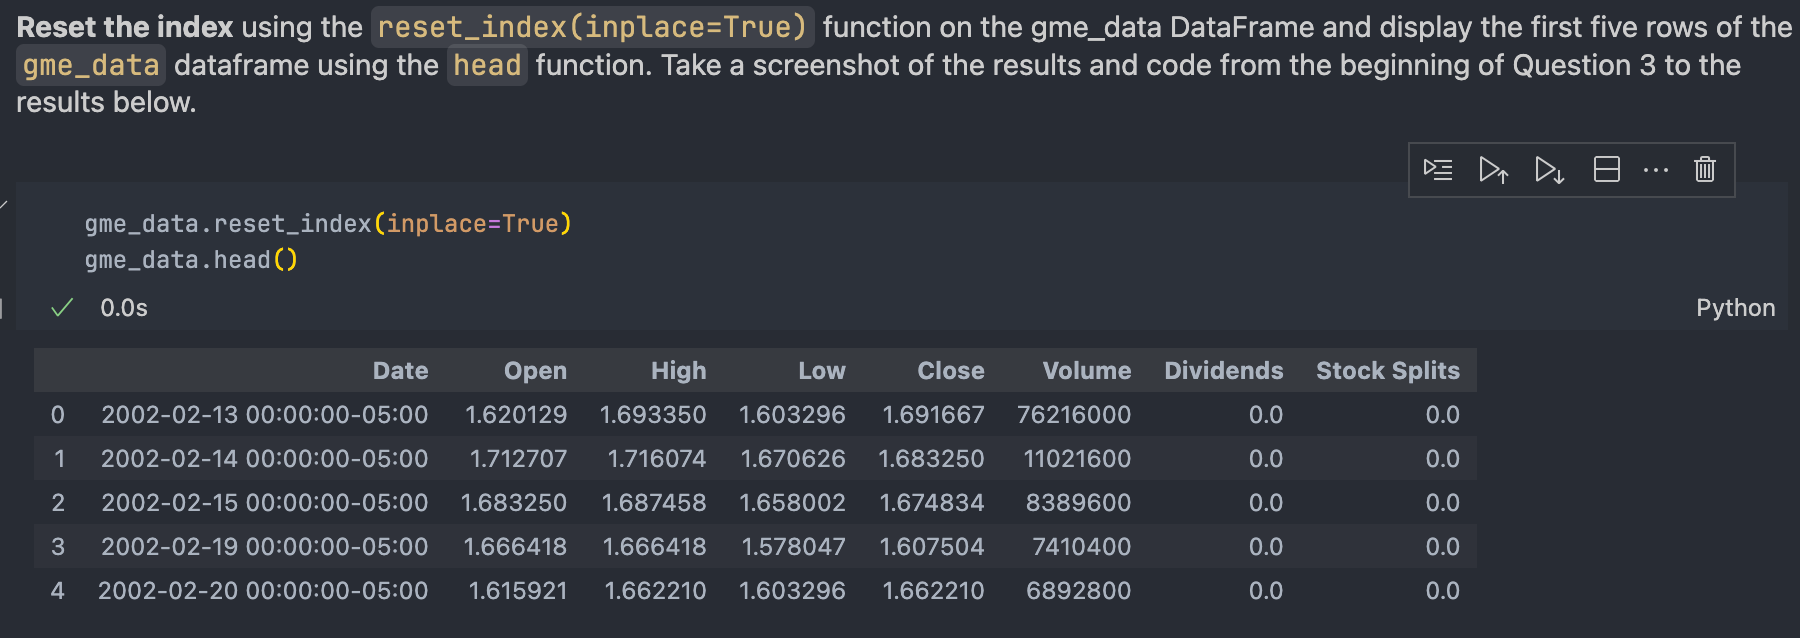 Reset the index using the reset_index(inplace=True) function on the gme_data DataFrame and display the first five rows of the
gme_data dataframe using the head function. Take a screenshot of the results and code from the beginning of Question 3 to the
results below.
gme_data.reset_index(inplace=True)
gme_data.head()
0.0s Python
Date Open High Low Close Volume Dividends Stock Splits
0 2002-02-13 00:00:00-05:00 1.620129 1.693350 1.603296 1.691667 76216000 0.0 0.0
1 2002-02-14 00:00:00-05:00 1.712707 1.716074 1.670626 1.683250 11021600 0.0 0.0
2 2002-02-15 00:00:00-05:00 1.683250 1.687458 1.658002 1.674834 8389600 0.0 0.0
3 2002-02-19 00:00:00-05:00 1.666418 1.666418 1.578047 1.607504 7410400 0.0 0.0
4 2002-02-20 00:00:00-05:00 1.615921 1.662210 1.603296 1.662210 6892800 0.0 0.0